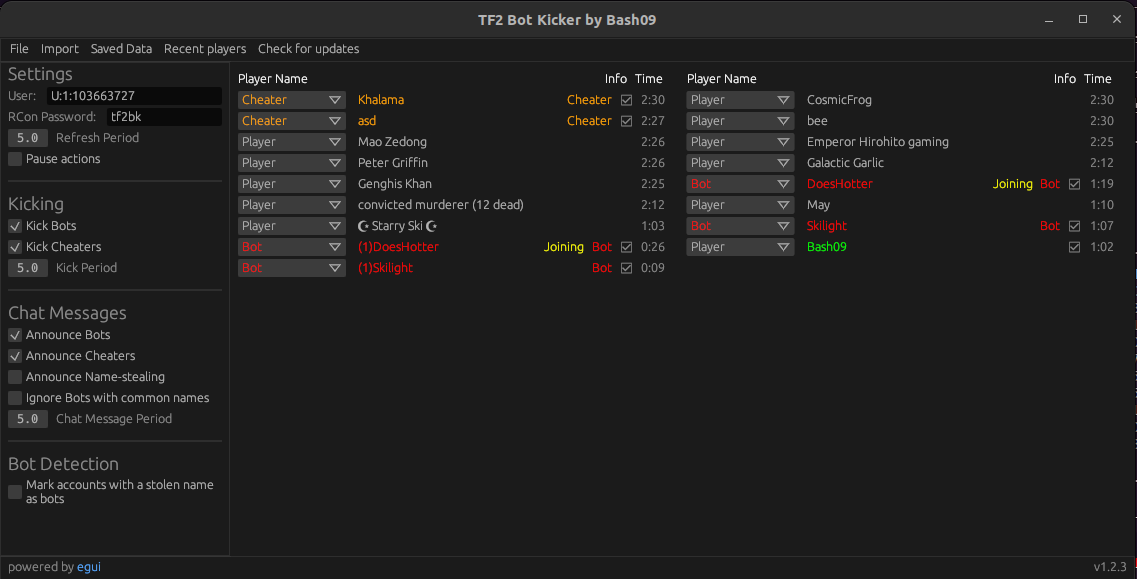 TF2 Bot Kicker by Bash09
File Import Saved Data Recent players Check for updates
Settings
User: U:1:103663727
RCon Password: tf2bk
5.0 Refresh Period
Pause actions
Kicking
Kick Bots
Kick Cheaters
5.0 Kick Period
Chat Messages
Announce Bots
Announce Cheaters
Announce Name-stealing
Ignore Bots with common names
5.0 Chat Message Period
Bot Detection
Mark accounts with a stolen name
as bots
Player Name Info Time
Cheater Khalama Cheater 2:30
Cheater asd Cheater 2:27
Player Mao Zedong 2:26
Player Peter Griffin 2:26
Player Genghis Khan 2:25
Player convicted murderer (12 dead) 2:12
Player ☪ Starry Ski ☪ 1:03
Bot (1)DoesHotter Joining Bot 0:26
Bot (1)Skilight Bot 0:09
Player Name Info Time
Player CosmicFrog 2:30
Player bee 2:30
Player Emperor Hirohito gaming 2:25
Player Galactic Garlic 2:12
Bot DoesHotter Joining Bot 1:19
Player May 1:10
Bot Skilight Bot 1:07
Player Bash09 1:02
powered by egui
v1.2.3